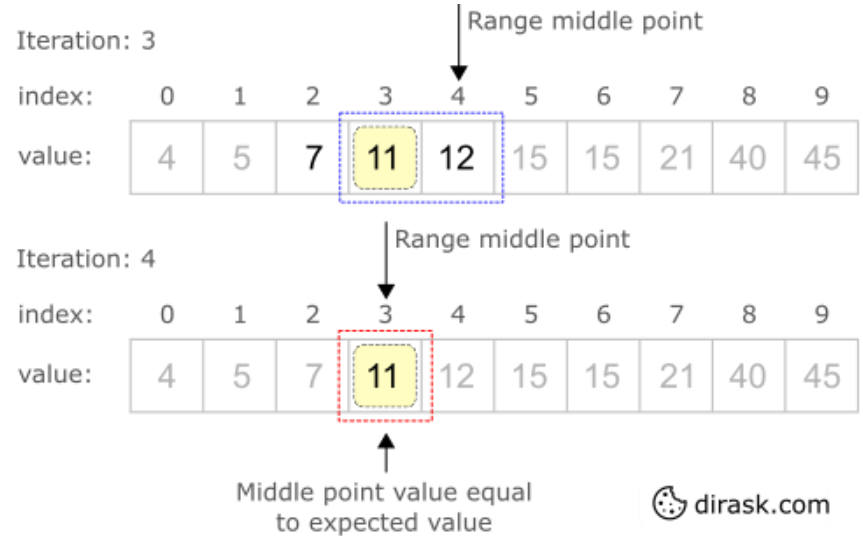 Range middle point
Iteration: 3
index: 0 1 2 3 4 5 6 7 8 9
value: 4 5 7 11 12 15 15 21 40 45
Range middle point
Iteration: 4
index: 0 1 2 3 4 5 6 7 8 9
value: 4 5 7 11 12 15 15 21 40 45
Middle point value equal
to expected value
dirask.com